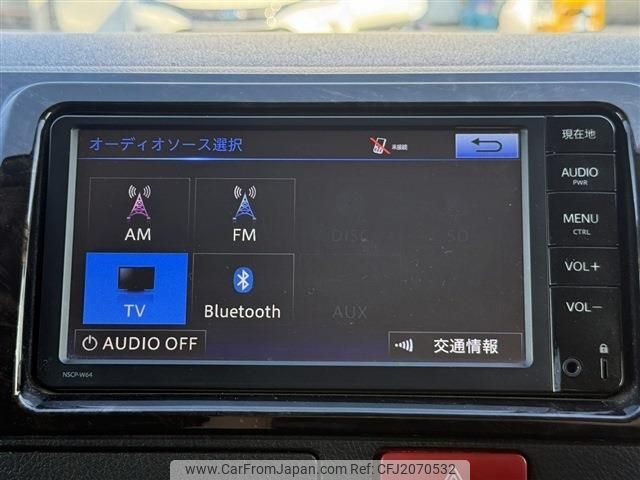 オーディオソース選択
未接続
現在地
AUDIO
PWR
AM
FM
DISC
SD
MENU
CTRL
TV
Bluetooth
AUX
VOL+
VOL−
AUDIO OFF
交通情報
NSCP-W64
www.CarFromJapan.com | CFJ2070532